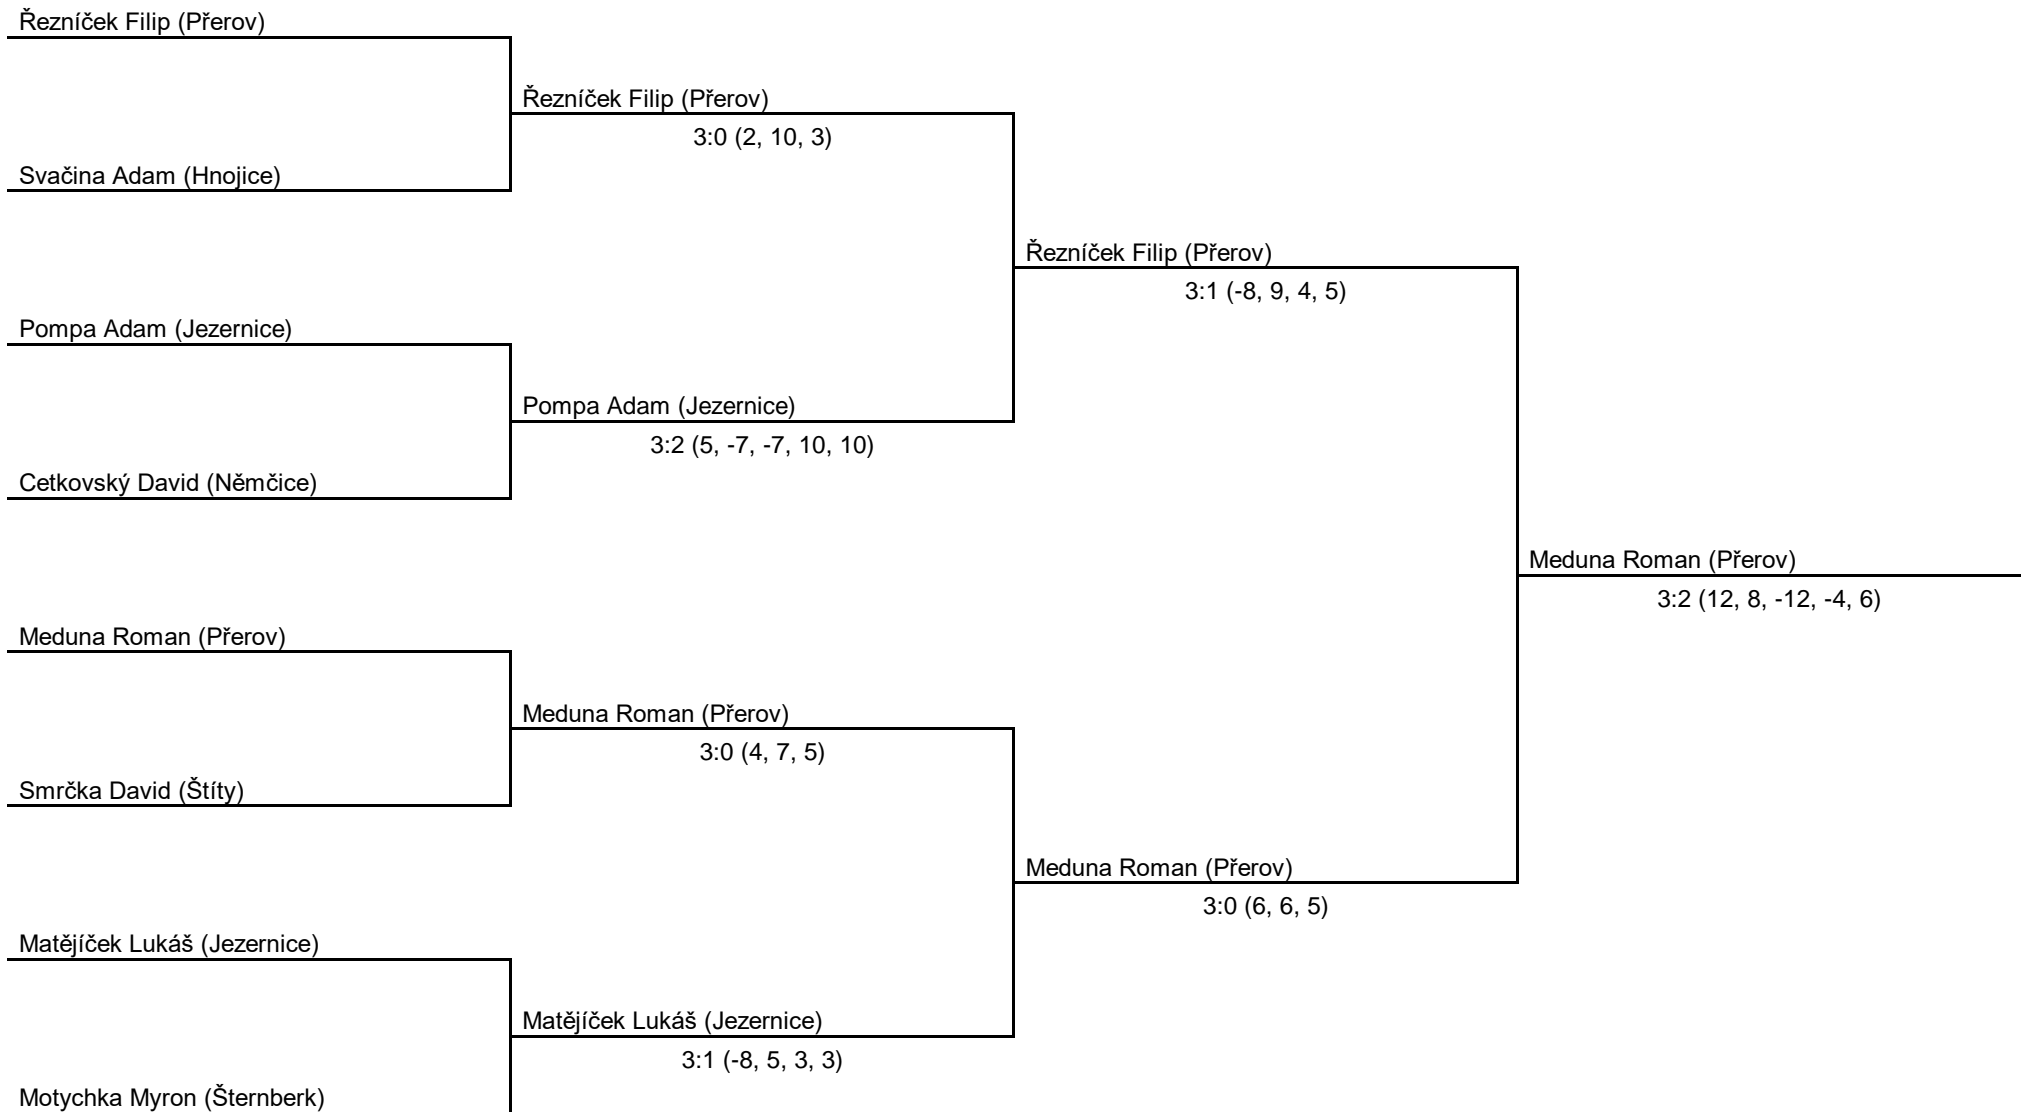 Řezníček Filip (Přerov)
Řezníček Filip (Přerov)
3:0 (2, 10, 3)
Svačina Adam (Hnojice)
Řezníček Filip (Přerov)
3:1 (-8, 9, 4, 5)
Pompa Adam (Jezernice)
Pompa Adam (Jezernice)
3:2 (5, -7, -7, 10, 10)
Cetkovský David (Němčice)
Meduna Roman (Přerov)
3:2 (12, 8, -12, -4, 6)
Meduna Roman (Přerov)
Meduna Roman (Přerov)
3:0 (4, 7, 5)
Smrčka David (Štíty)
Meduna Roman (Přerov)
3:0 (6, 6, 5)
Matějíček Lukáš (Jezernice)
Matějíček Lukáš (Jezernice)
3:1 (-8, 5, 3, 3)
Motychka Myron (Šternberk)